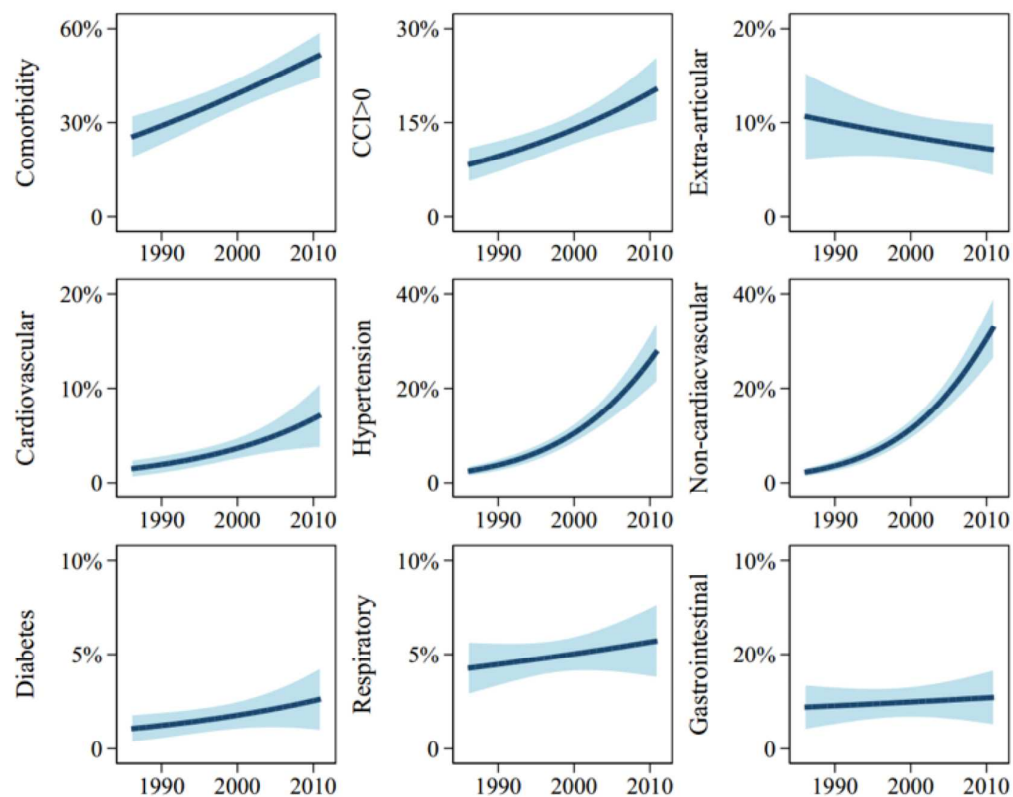 Comorbidity
60%
30%
0
1990 2000 2010
CCI>0
30%
15%
0
1990 2000 2010
Extra-articular
20%
10%
0
1990 2000 2010
Cardiovascular
20%
10%
0
1990 2000 2010
Hypertension
40%
20%
0
1990 2000 2010
Non-cardiacvascular
40%
20%
0
1990 2000 2010
Diabetes
10%
5%
0
1990 2000 2010
Respiratory
10%
5%
0
1990 2000 2010
Gastrointestinal
10%
20%
0
1990 2000 2010